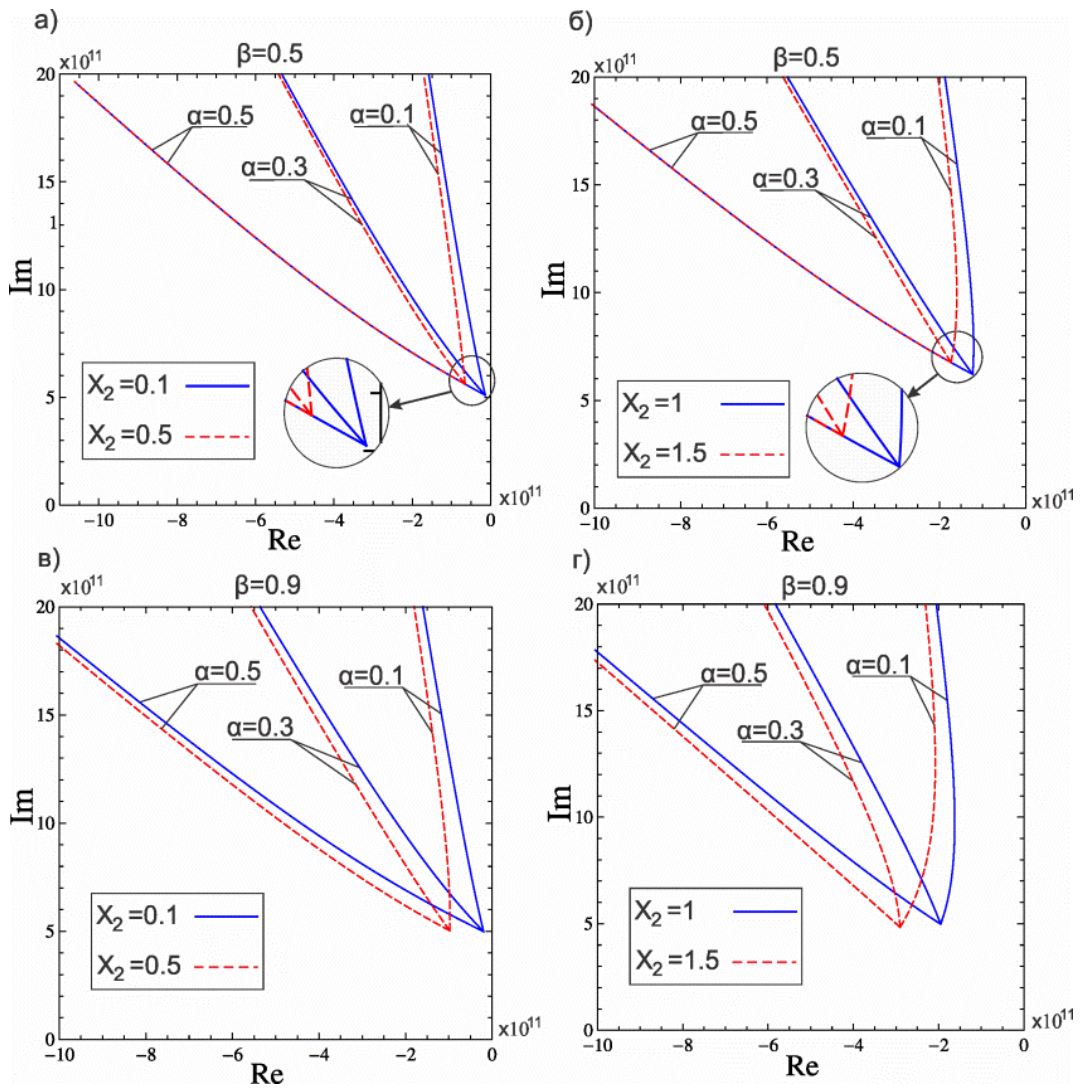 а)
β=0.5
x10¹¹
20
15
1
10
5
0
Im
α=0.5
α=0.3
α=0.1
X₂=0.1
X₂=0.5
−10
−8
−6
−4
−2
0
x10¹¹
Re
б)
β=0.5
x10¹¹
20
15
10
5
0
Im
α=0.5
α=0.3
α=0.1
X₂=1
X₂=1.5
−10
−8
−6
−4
−2
0
x10¹¹
Re
в)
β=0.9
x10¹¹
20
15
10
5
0
Im
α=0.5
α=0.3
α=0.1
X₂=0.1
X₂=0.5
−10
−8
−6
−4
−2
0
x10¹¹
Re
г)
β=0.9
x10¹¹
20
15
10
5
0
Im
α=0.5
α=0.3
α=0.1
X₂=1
X₂=1.5
−10
−8
−6
−4
−2
0
x10¹¹
Re